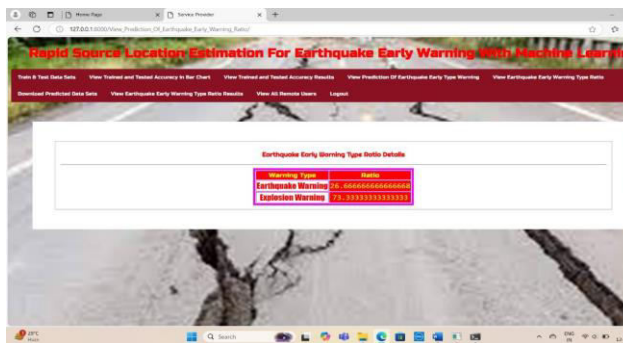 Home Page
Service Provider
127.0.0.1:8000/View_Prediction_Of_Earthquake_Early_Warning_Ratio/
Rapid Source Location Estimation For Earthquake Early Warning With Machine Learnin
Train & Test Data Sets View Trained and Tested Accuracy in Bar Chart View Trained and Tested Accuracy Results View Prediction Of Earthquake Early Type Warning View Earthquake Early Warning Type Ratio
Download Predicted Data Sets View Earthquake Early Warning Type Ratio Results View All Remote Users Logout
Earthquake Early Warning Type Ratio Details
Warning Type Ratio
Earthquake Warning 26.666666666666668
Explosion Warning 73.33333333333333
Search
ENG
IN